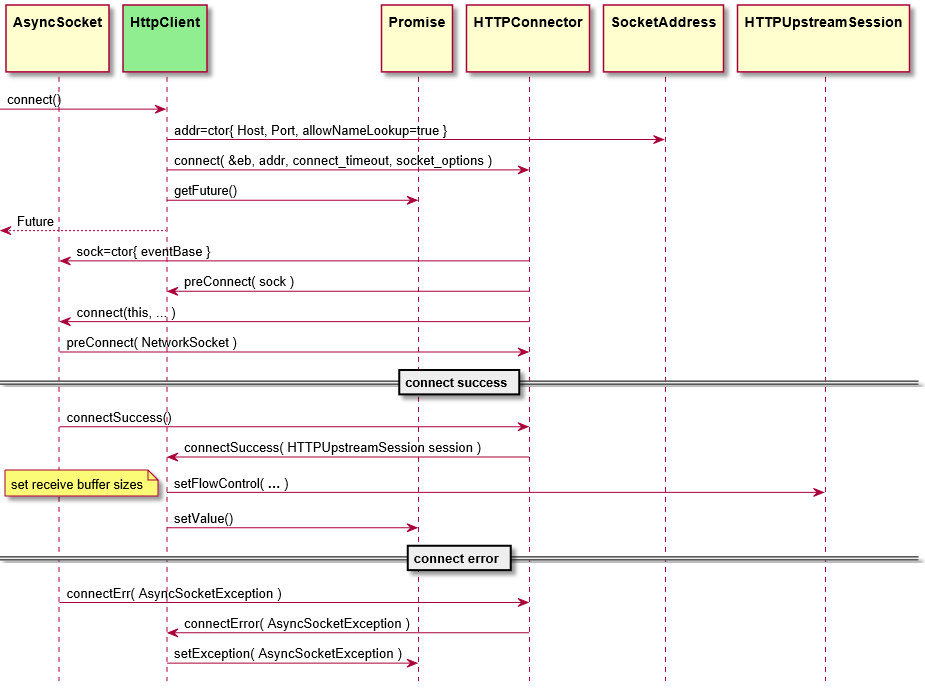 AsyncSocket HttpClient Promise HTTPConnector SocketAddress HTTPUpstreamSession
connect()
addr=ctor{ Host, Port, allowNameLookup=true }
connect( &eb, addr, connect_timeout, socket_options )
getFuture()
Future
sock=ctor{ eventBase }
preConnect( sock )
connect(this, ... )
preConnect( NetworkSocket )
connect success
connectSuccess()
connectSuccess( HTTPUpstreamSession session )
set receive buffer sizes
setFlowControl( ... )
setValue()
connect error
connectErr( AsyncSocketException )
connectError( AsyncSocketException )
setException( AsyncSocketException )